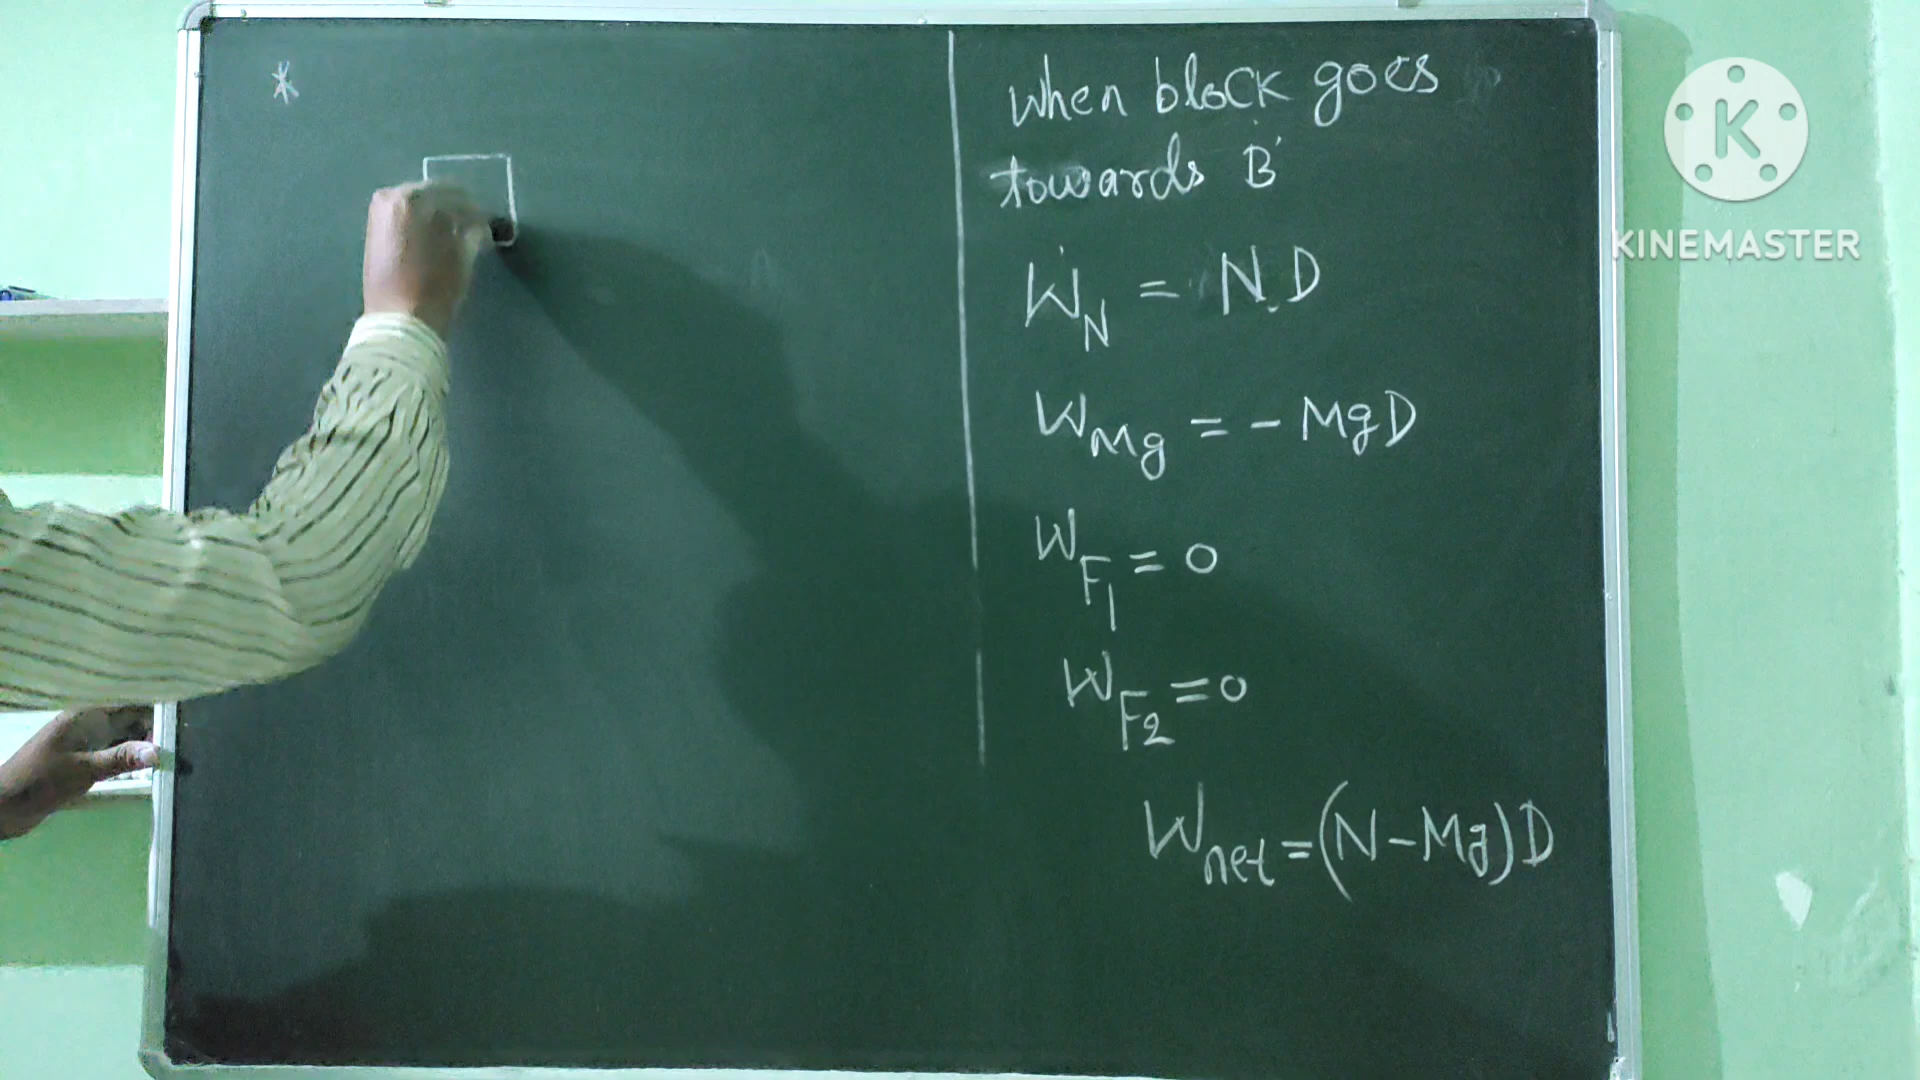 *
When block goes
towards B'
W_N = N.D
W_Mg = - MgD
W_F1 = 0
W_F2 = 0
W_net = (N - Mg) D
K
KINEMASTER